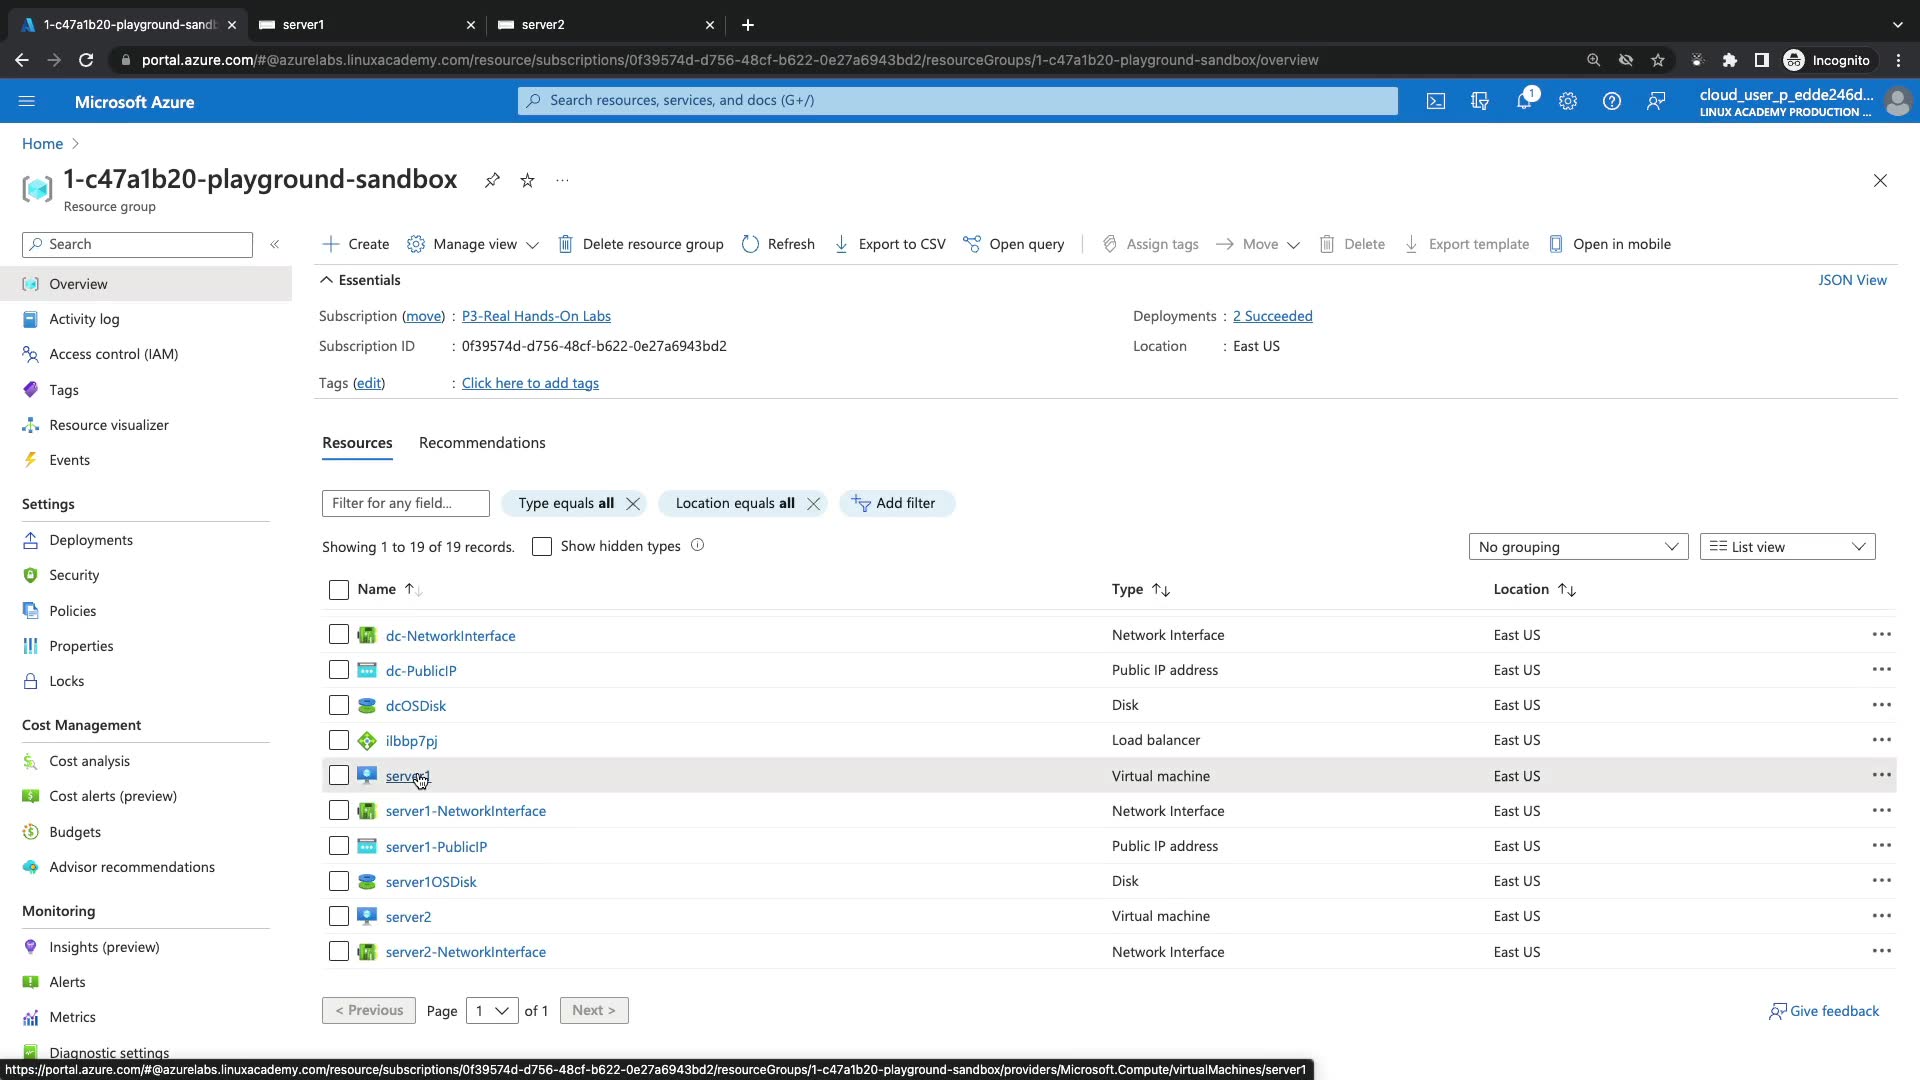 1-c47a1b20-playground-sandb
server1
server2
portal.azure.com/#@azurelabs.linuxacademy.com/resource/subscriptions/0f39574d-d756-48cf-b622-0e27a6943bd2/resourceGroups/1-c47a1b20-playground-sandbox/overview
Incognito
Microsoft Azure
Search resources, services, and docs (G+/)
1
cloud_user_p_edde246d...
LINUX ACADEMY PRODUCTION ...
Home
1-c47a1b20-playground-sandbox
Resource group
Search
Create
Manage view
Delete resource group
Refresh
Export to CSV
Open query
Assign tags
Move
Delete
Export template
Open in mobile
Overview
Activity log
Access control (IAM)
Tags
Resource visualizer
Events
Settings
Deployments
Security
Policies
Properties
Locks
Cost Management
Cost analysis
Cost alerts (preview)
Budgets
Advisor recommendations
Monitoring
Insights (preview)
Alerts
Metrics
Diagnostic settings
Essentials
JSON View
Subscription (move) : P3-Real Hands-On Labs
Deployments : 2 Succeeded
Subscription ID : 0f39574d-d756-48cf-b622-0e27a6943bd2
Location : East US
Tags (edit) : Click here to add tags
Resources Recommendations
Filter for any field...
Type equals all
Location equals all
Add filter
Showing 1 to 19 of 19 records.
Show hidden types
No grouping
List view
Name Type Location
dc-NetworkInterface Network Interface East US
dc-PublicIP Public IP address East US
dcOSDisk Disk East US
ilbbp7pj Load balancer East US
server1 Virtual machine East US
server1-NetworkInterface Network Interface East US
server1-PublicIP Public IP address East US
server1OSDisk Disk East US
server2 Virtual machine East US
server2-NetworkInterface Network Interface East US
< Previous Page 1 of 1 Next >
Give feedback
https://portal.azure.com/#@azurelabs.linuxacademy.com/resource/subscriptions/0f39574d-d756-48cf-b622-0e27a6943bd2/resourceGroups/1-c47a1b20-playground-sandbox/providers/Microsoft.Compute/virtualMachines/server1